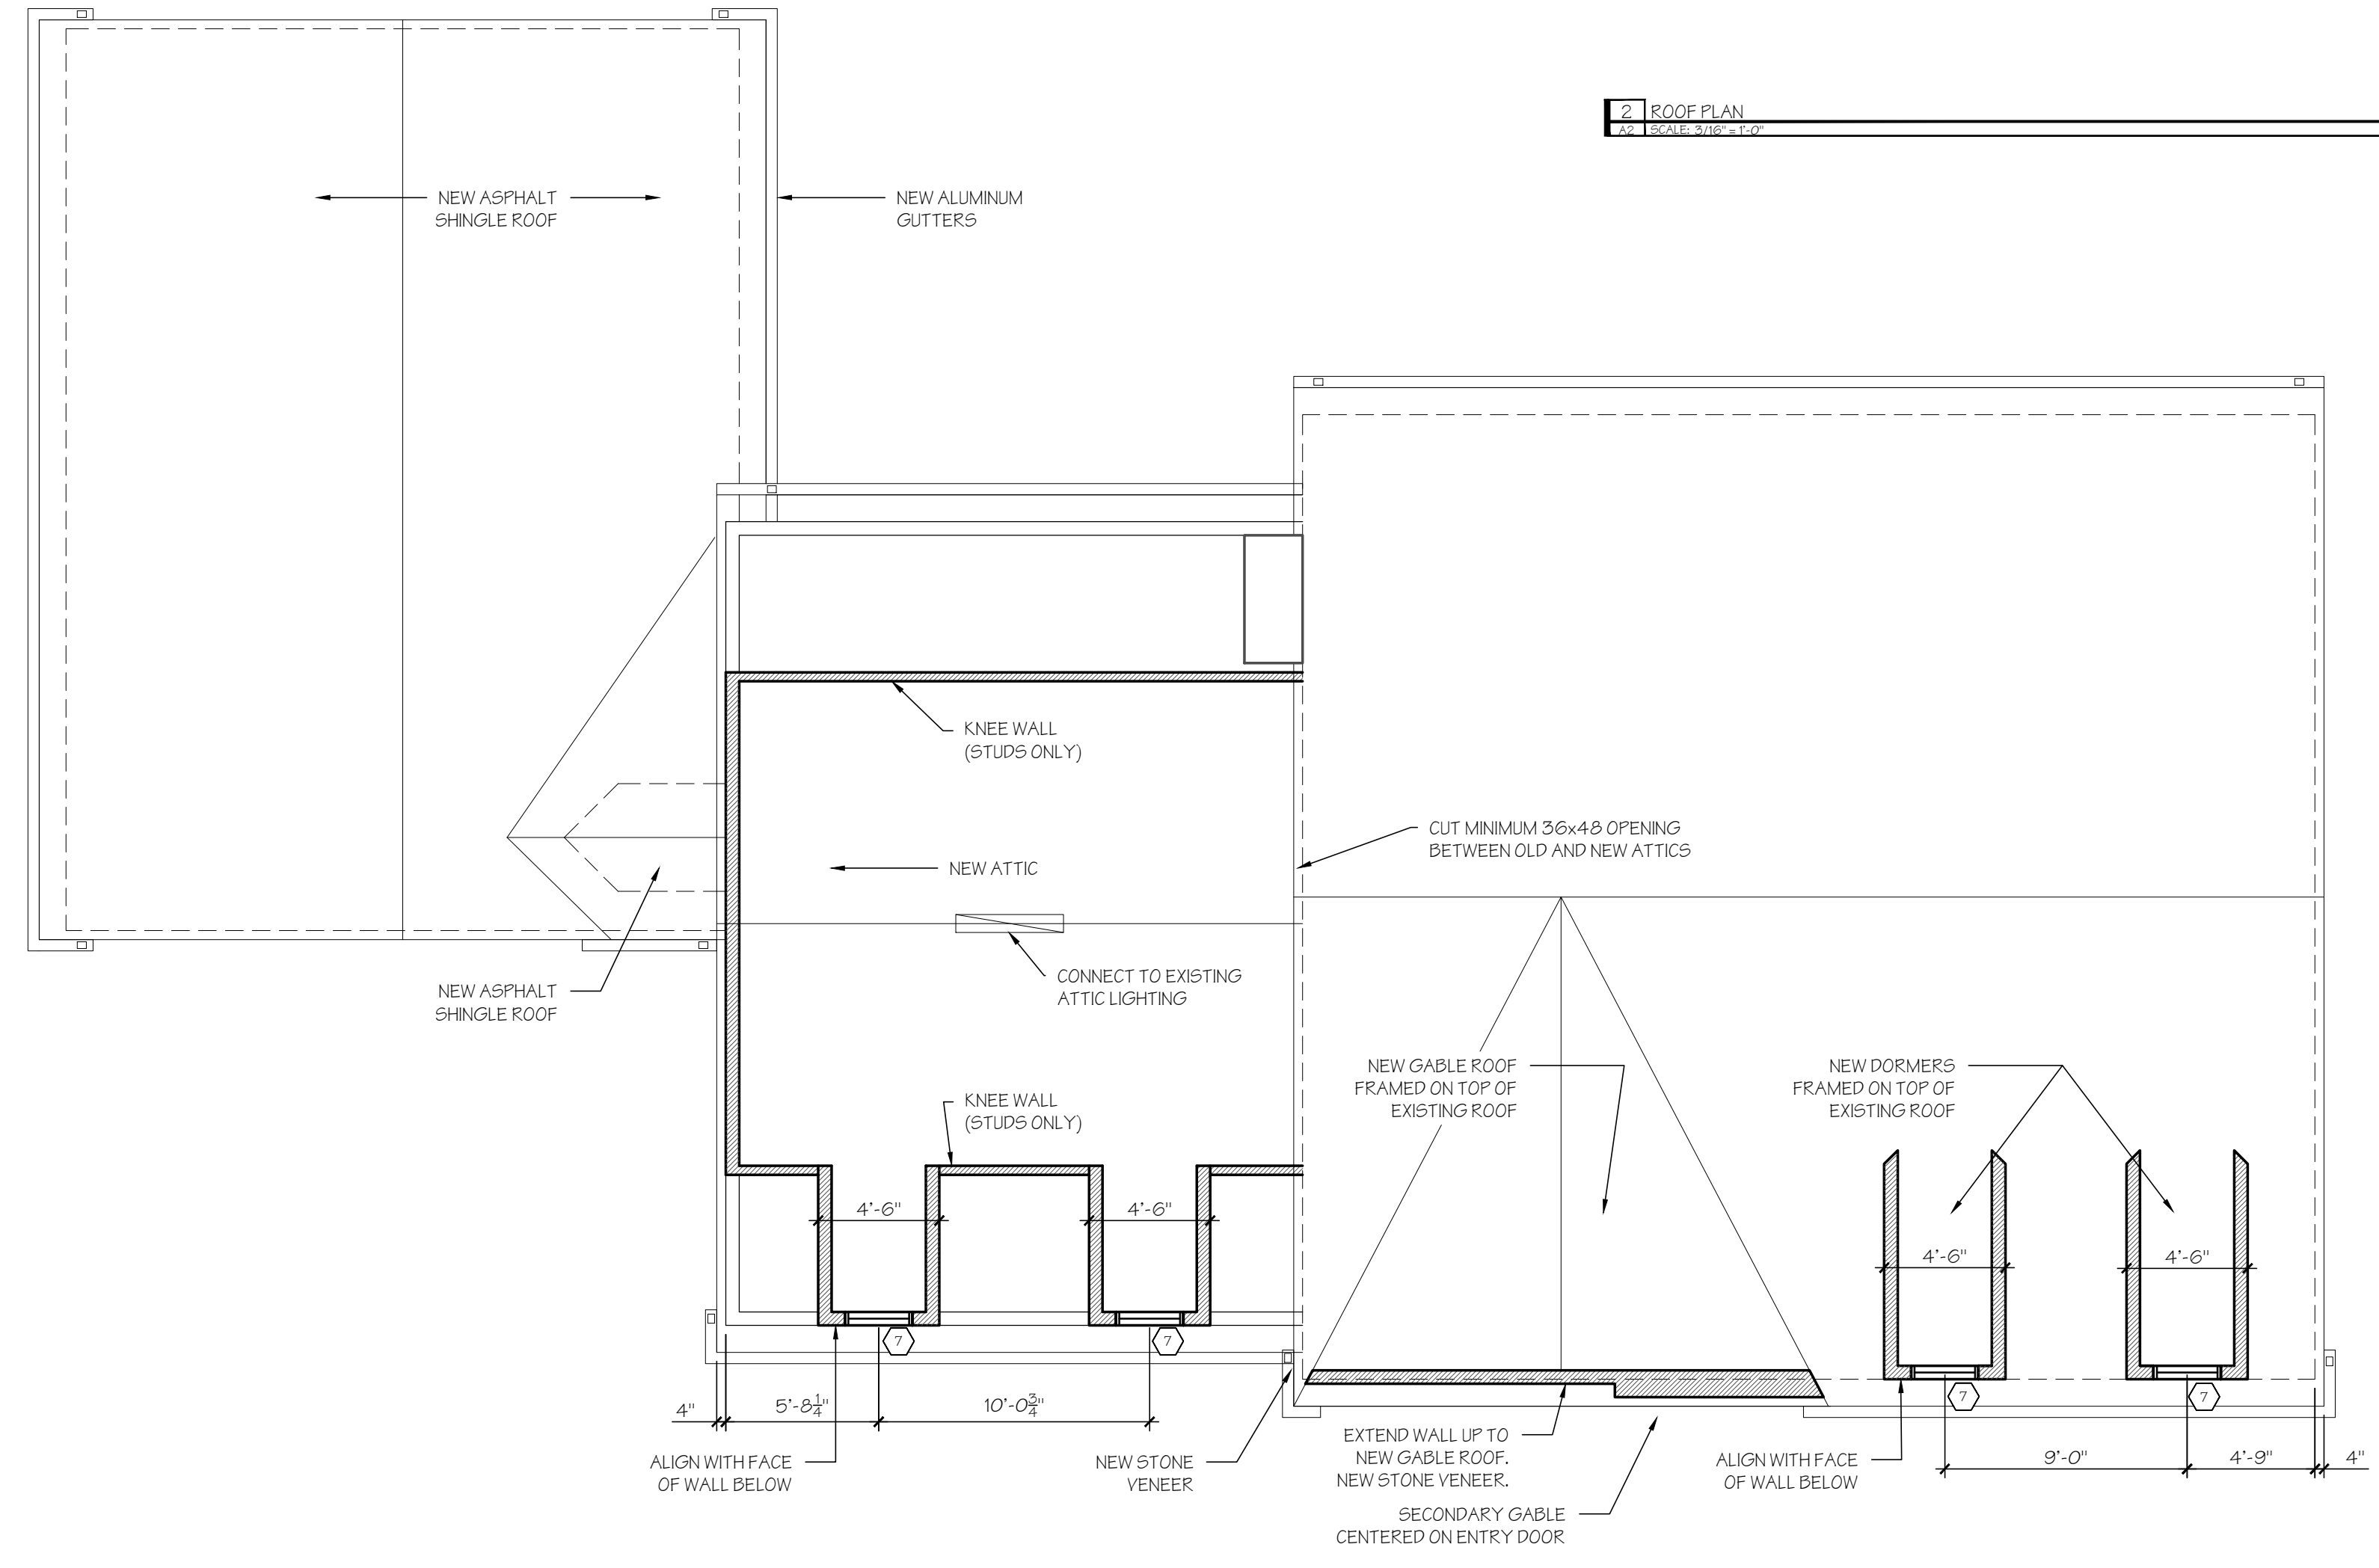 2 ROOF PLAN
A2 SCALE: 3/16" = 1'-0"
NEW ASPHALT
SHINGLE ROOF
NEW ALUMINUM
GUTTERS
KNEE WALL
(STUDS ONLY)
CUT MINIMUM 36x48 OPENING
BETWEEN OLD AND NEW ATTICS
NEW ATTIC
CONNECT TO EXISTING
ATTIC LIGHTING
NEW ASPHALT
SHINGLE ROOF
NEW GABLE ROOF
FRAMED ON TOP OF
EXISTING ROOF
NEW DORMERS
FRAMED ON TOP OF
EXISTING ROOF
KNEE WALL
(STUDS ONLY)
4'-6"
4'-6"
4'-6"
4'-6"
7
7
7
7
4"
5'-8 1/4"
10'-0 3/4"
ALIGN WITH FACE
OF WALL BELOW
NEW STONE
VENEER
EXTEND WALL UP TO
NEW GABLE ROOF.
NEW STONE VENEER.
SECONDARY GABLE
CENTERED ON ENTRY DOOR
ALIGN WITH FACE
OF WALL BELOW
9'-0"
4'-9"
4"